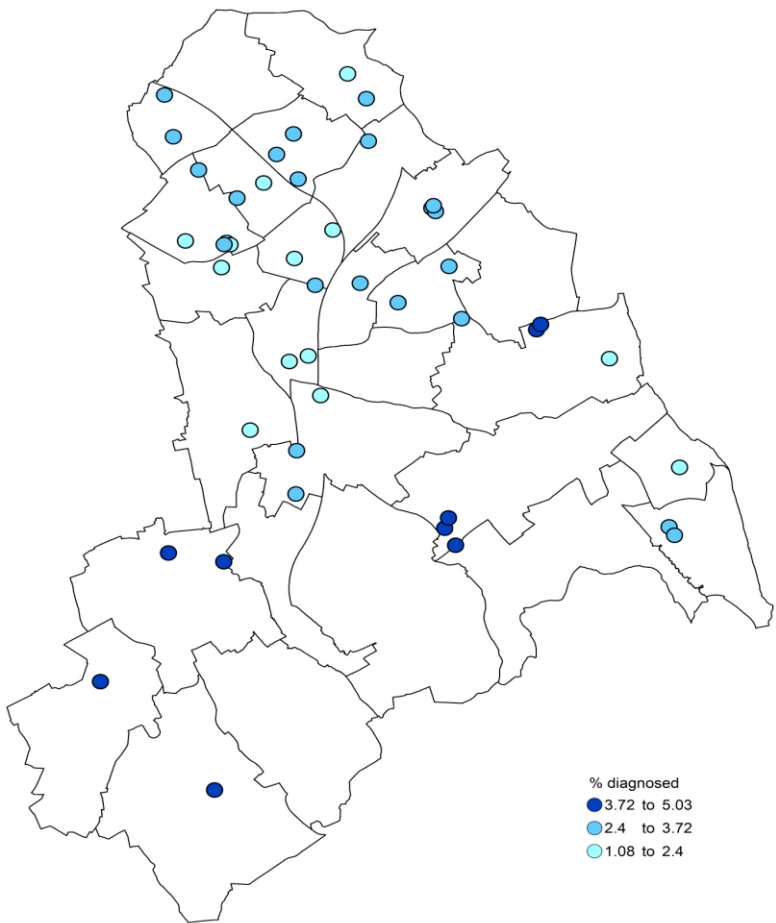 % diagnosed
3.72 to 5.03
2.4 to 3.72
1.08 to 2.4